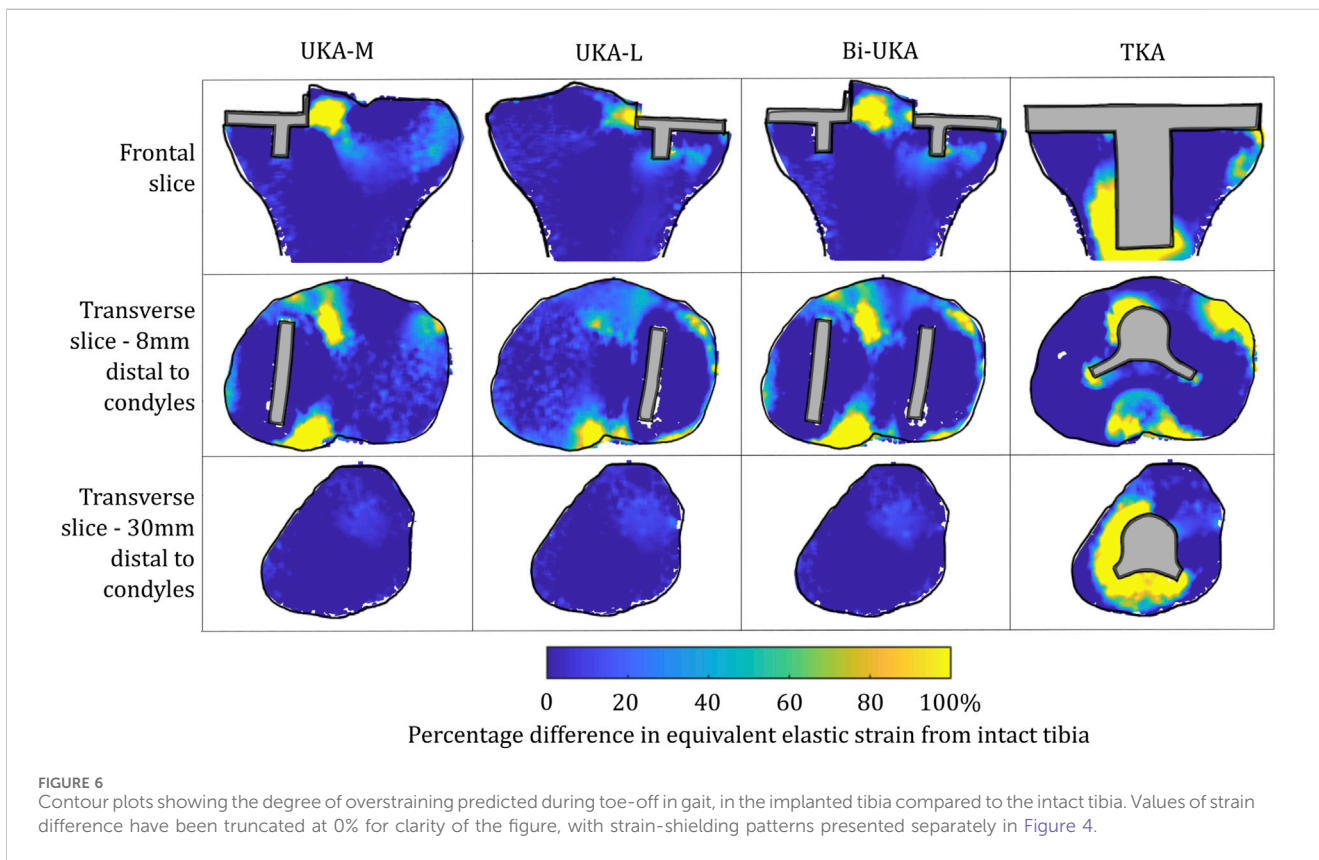 UKA-M UKA-L Bi-UKA TKA
Frontal
slice
Transverse
slice - 8mm
distal to
condyles
Transverse
slice - 30mm
distal to
condyles
0 20 40 60 80 100%
Percentage difference in equivalent elastic strain from intact tibia
FIGURE 6
Contour plots showing the degree of overstraining predicted during toe-off in gait, in the implanted tibia compared to the intact tibia. Values of strain
difference have been truncated at 0% for clarity of the figure, with strain-shielding patterns presented separately in Figure 4.